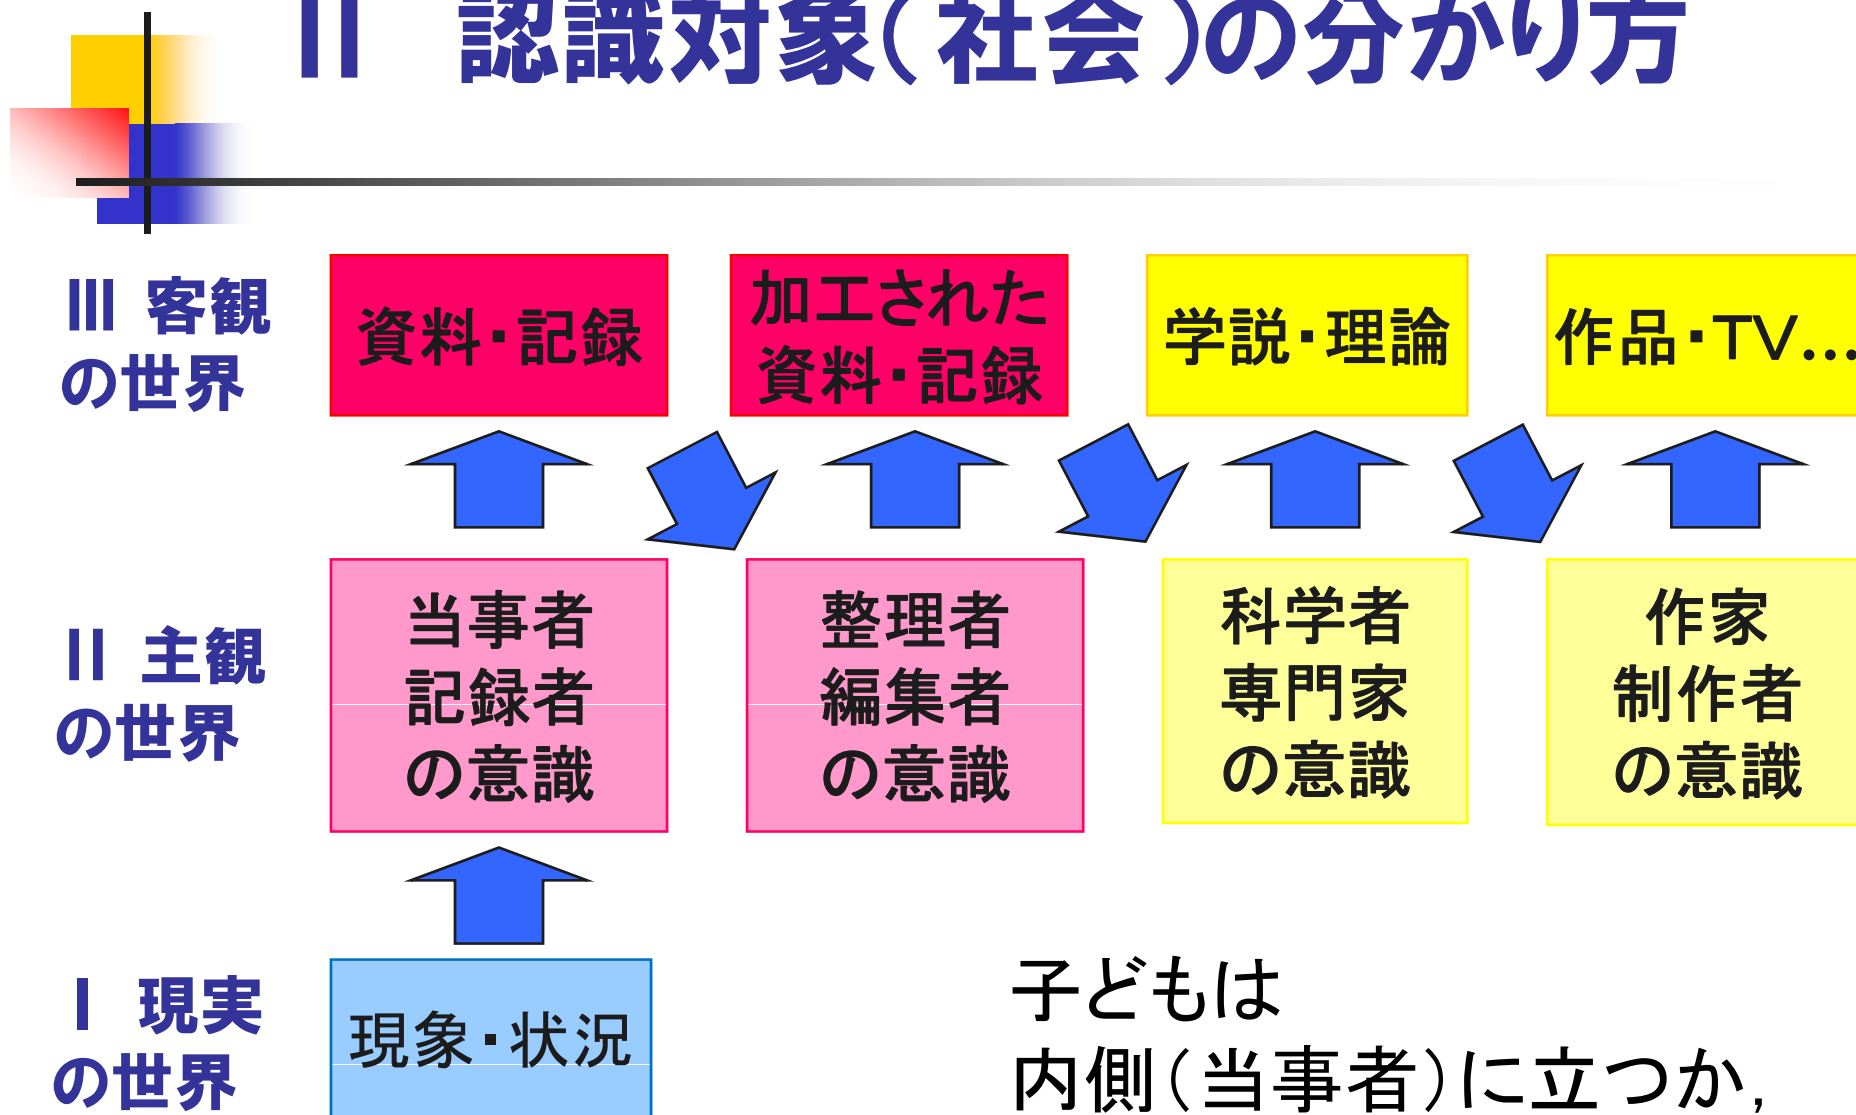 Ⅱ 認識対象(社会)の分かり方
Ⅲ 客観
の世界
資料・記録
加工された
資料・記録
学説・理論
作品・TV…
Ⅱ 主観
の世界
当事者
記録者
の意識
整理者
編集者
の意識
科学者
専門家
の意識
作家
制作者
の意識
Ⅰ 現実
の世界
現象・状況
子どもは
内側(当事者)に立つか,